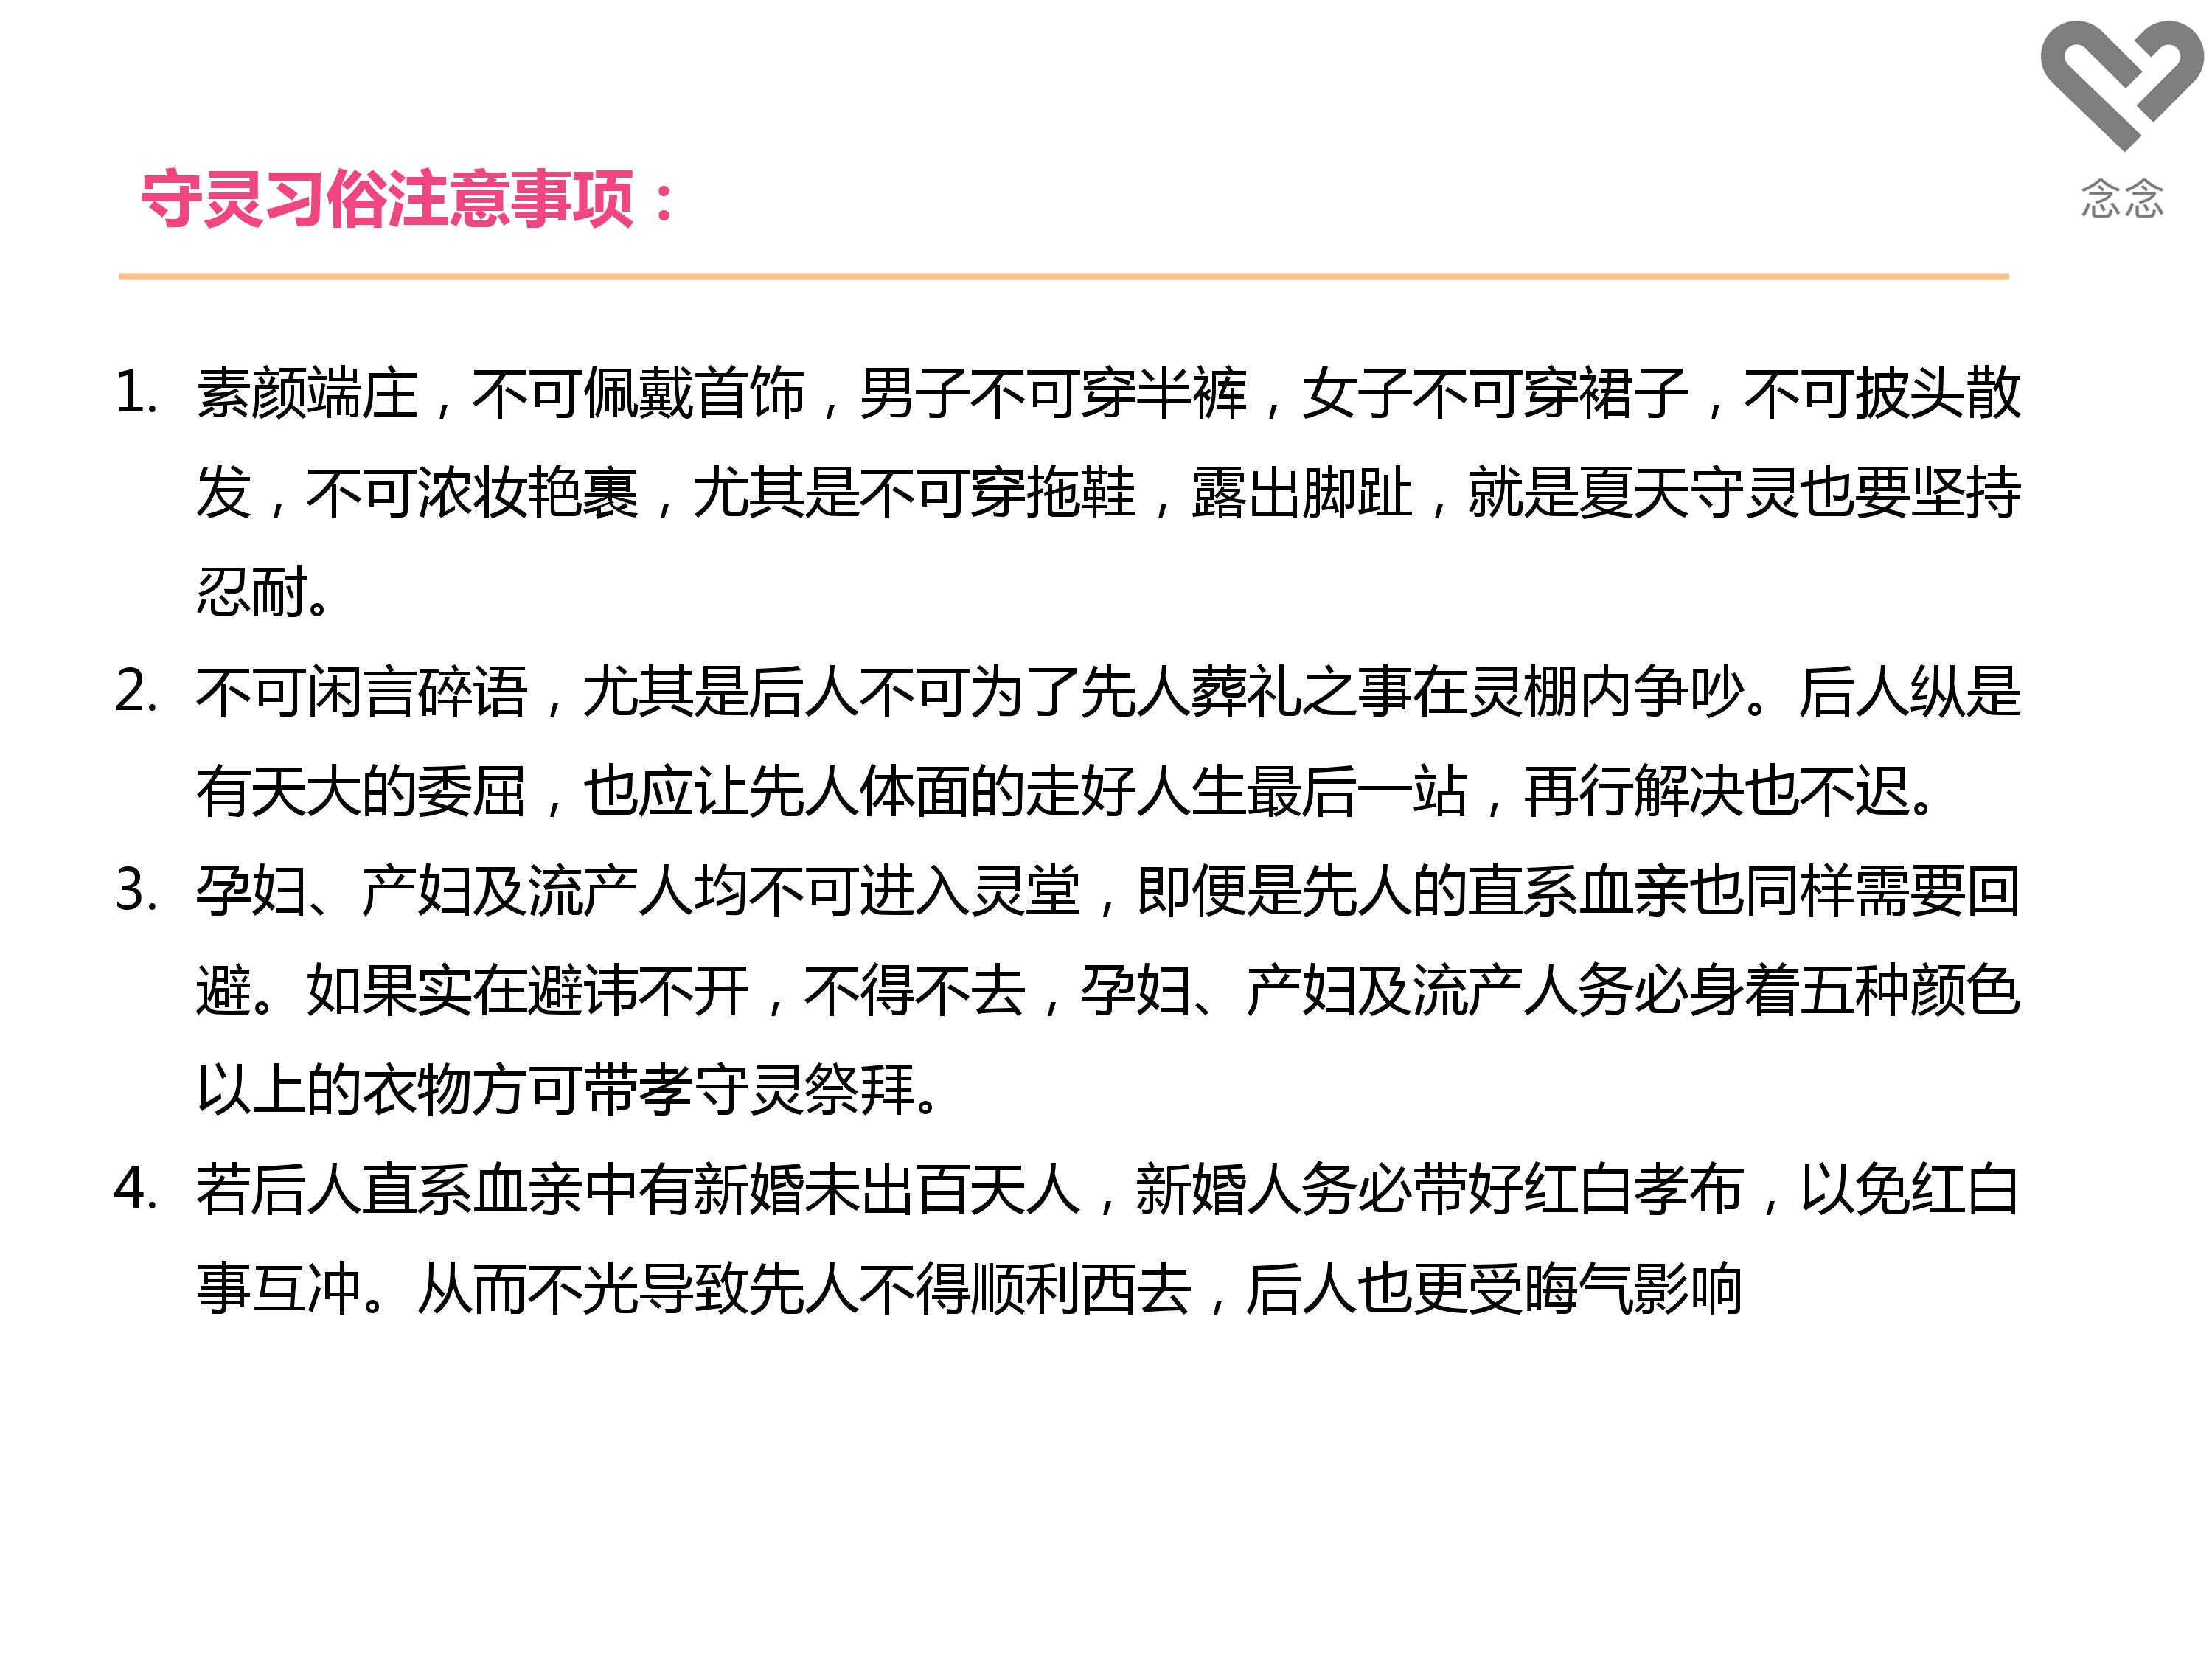 念念
守灵习俗注意事项：
1. 素颜端庄，不可佩戴首饰，男子不可穿半裤，女子不可穿裙子，不可披头散
发，不可浓妆艳裹，尤其是不可穿拖鞋，露出脚趾，就是夏天守灵也要坚持
忍耐。
2. 不可闲言碎语，尤其是后人不可为了先人葬礼之事在灵棚内争吵。后人纵是
有天大的委屈，也应让先人体面的走好人生最后一站，再行解决也不迟。
3. 孕妇、产妇及流产人均不可进入灵堂，即便是先人的直系血亲也同样需要回
避。如果实在避讳不开，不得不去，孕妇、产妇及流产人务必身着五种颜色
以上的衣物方可带孝守灵祭拜。
4. 若后人直系血亲中有新婚未出百天人，新婚人务必带好红白孝布，以免红白
事互冲。从而不光导致先人不得顺利西去，后人也更受晦气影响